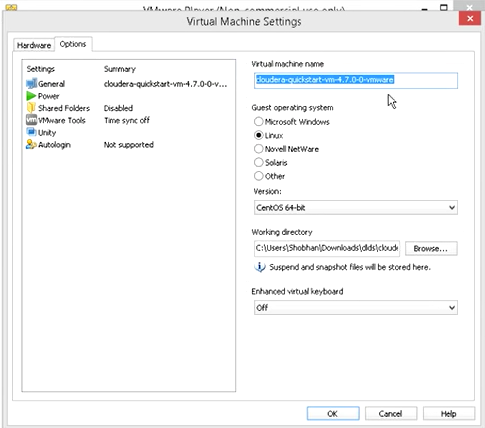 VMware Player (Non-commercial use only)
Virtual Machine Settings
Hardware Options
Settings Summary
General cloudera-quickstart-vm-4.7.0-0-v...
Power
Shared Folders Disabled
VMware Tools Time sync off
Unity
Autologin Not supported
Virtual machine name
cloudera-quickstart-vm-4.7.0-0-vmware
Guest operating system
Microsoft Windows
Linux
Novell NetWare
Solaris
Other
Version:
CentOS 64-bit
Working directory
C:\Users\Shobhan\Downloads\dlds\cloude Browse...
Suspend and snapshot files will be stored here.
Enhanced virtual keyboard
Off
OK Cancel Help